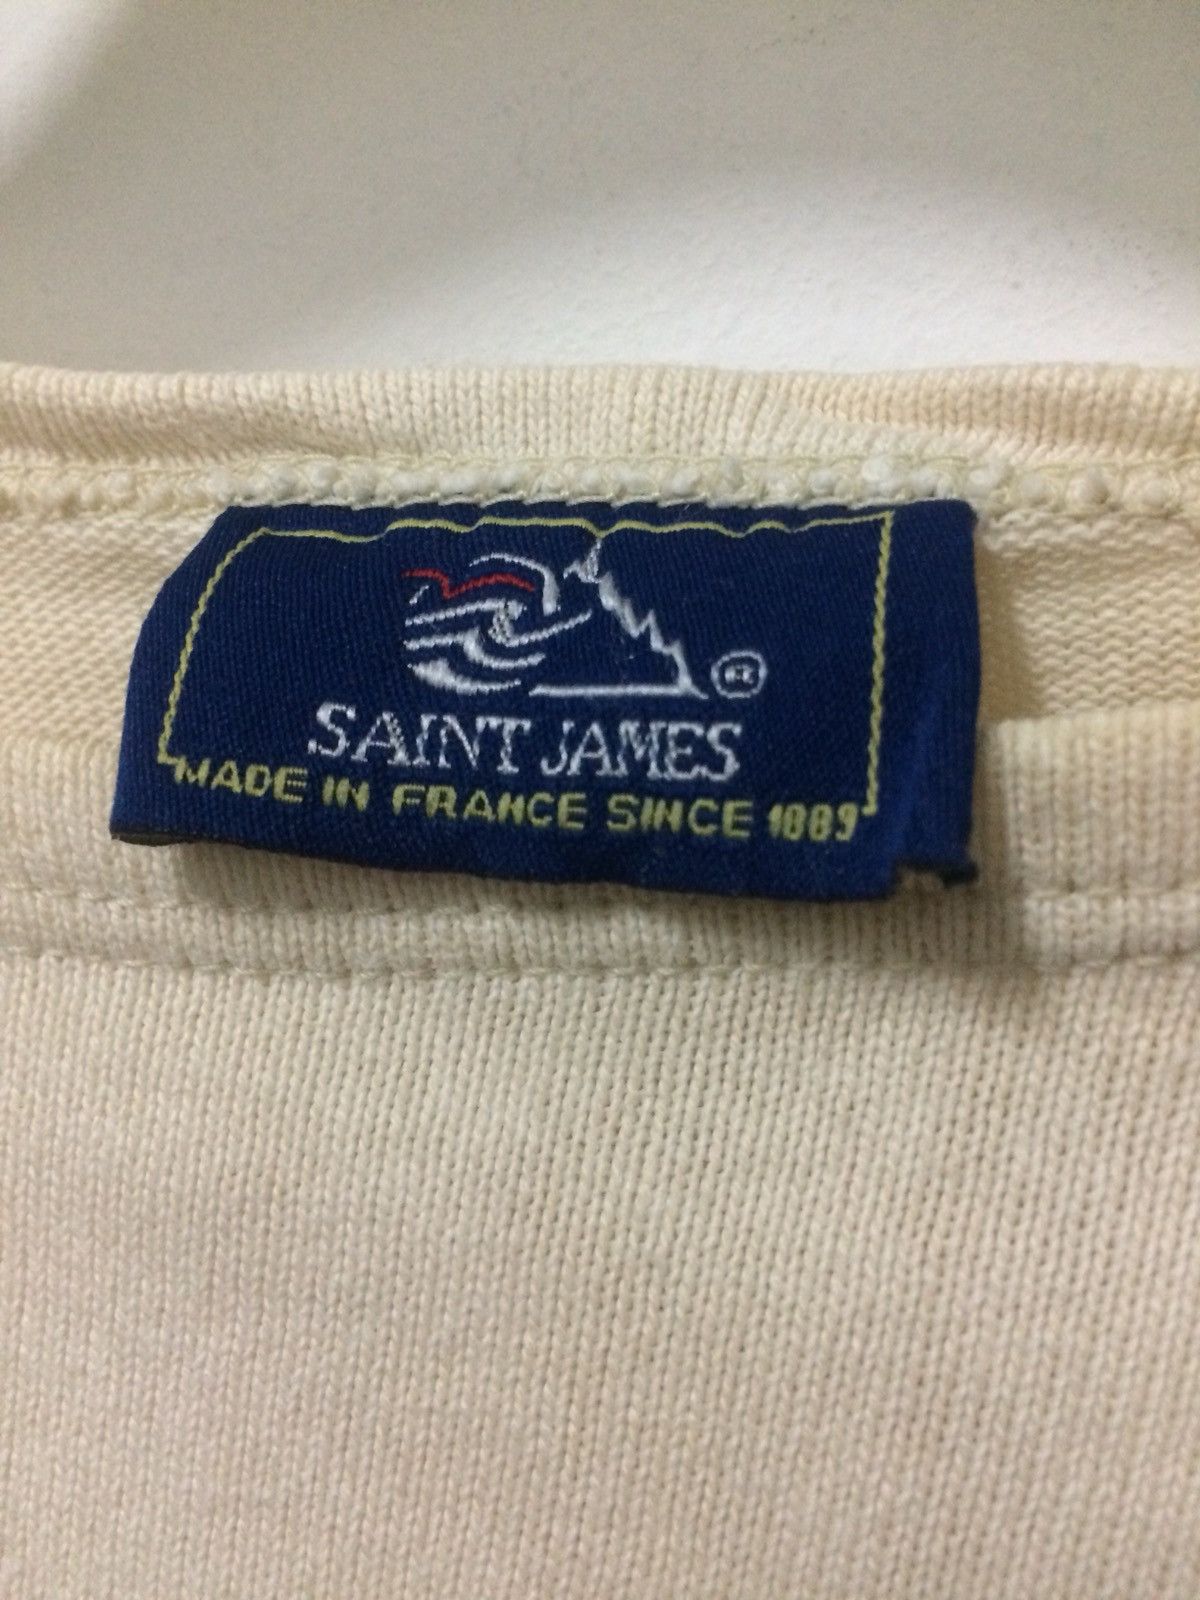 ®
SAINT JAMES
MADE IN FRANCE SINCE 1889